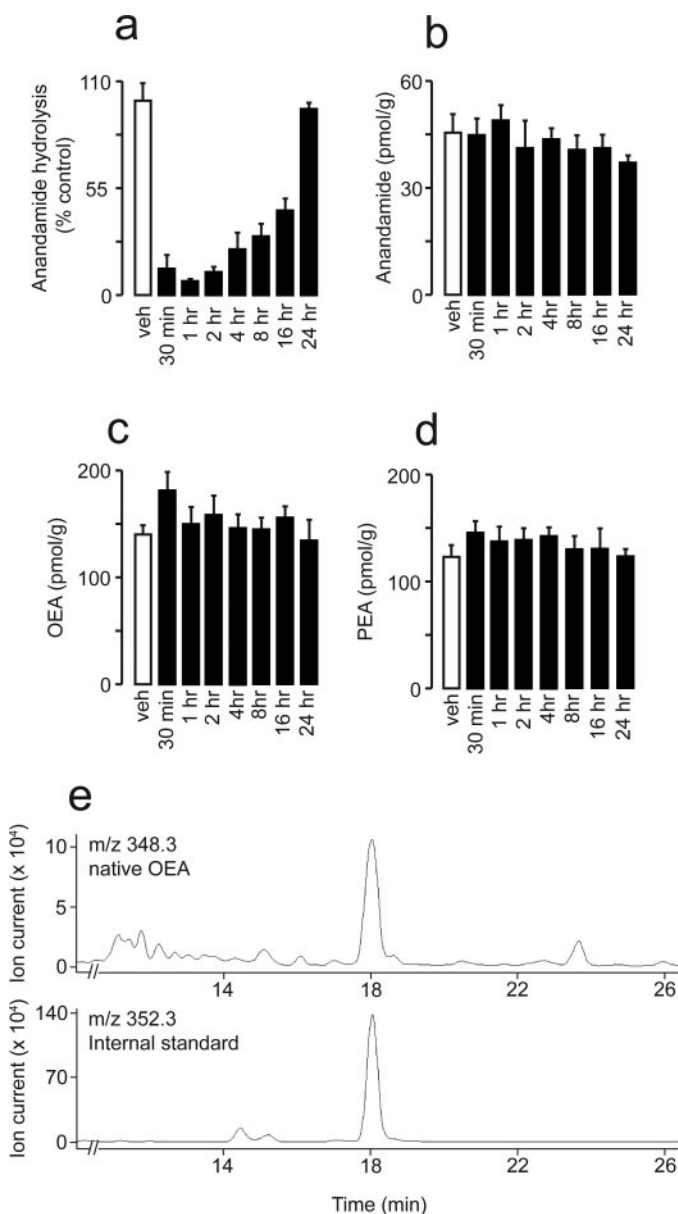 a
Anandamide hydrolysis
(% control)
110
55
0
veh
30 min
1 hr
2 hr
4 hr
8 hr
16 hr
24 hr
b
Anandamide (pmol/g)
60
30
0
veh
30 min
1 hr
2 hr
4hr
8hr
16 hr
24 hr
c
OEA (pmol/g)
200
100
0
veh
30 min
1 hr
2 hr
4hr
8hr
16 hr
24 hr
d
PEA (pmol/g)
200
100
0
veh
30 min
1 hr
2 hr
4hr
8hr
16 hr
24 hr
e
Ion current (x 10⁴)
10
5
0
m/z 348.3
native OEA
14
18
22
26
Ion current (x 10⁴)
140
70
0
m/z 352.3
Internal standard
14
18
22
26
Time (min)